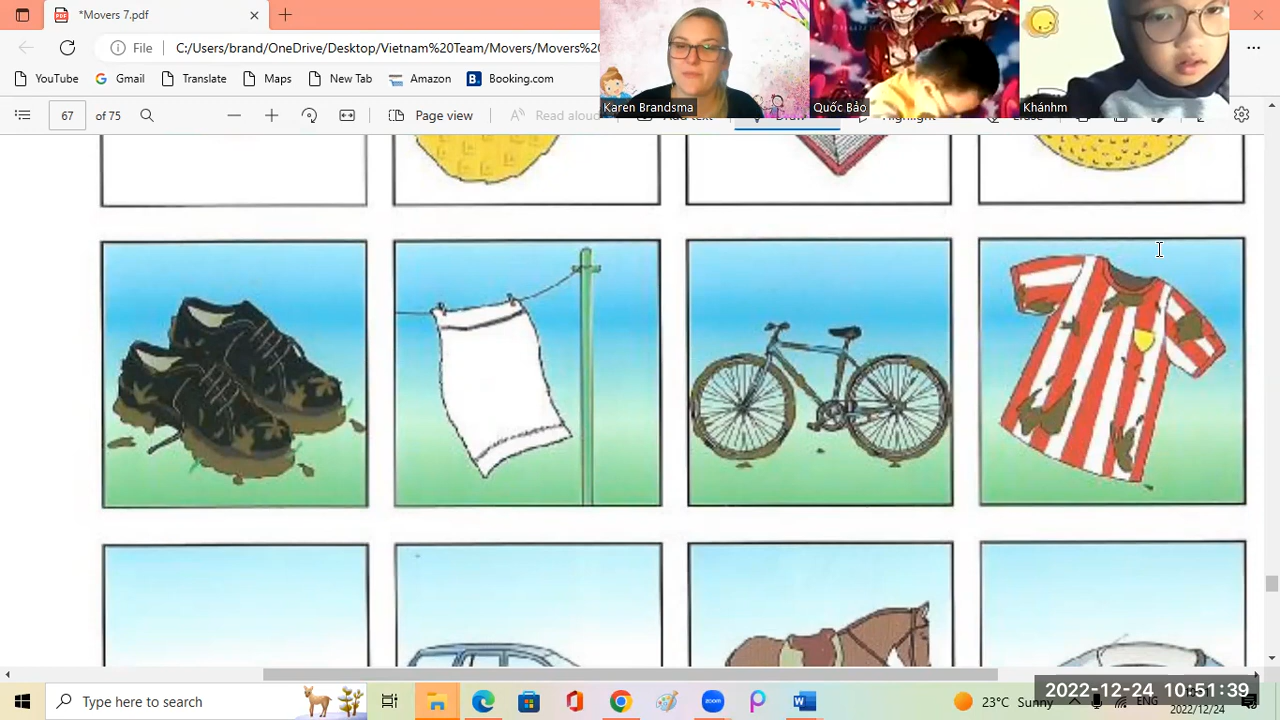 *Movers 7.pdf
File
C:/Users/brand/OneDrive/Desktop/Vietnam%20Team/Movers/Movers%20
YouTube
Gmail
Translate
Maps
New Tab
Amazon
Booking.com
Karen Brandsma
Quốc Bảo
Khánhm
67 of 75
Page view
Read aloud
Type here to search
23°C Sunny
ENG
2022-12-24 10:51:39
2022/12/24